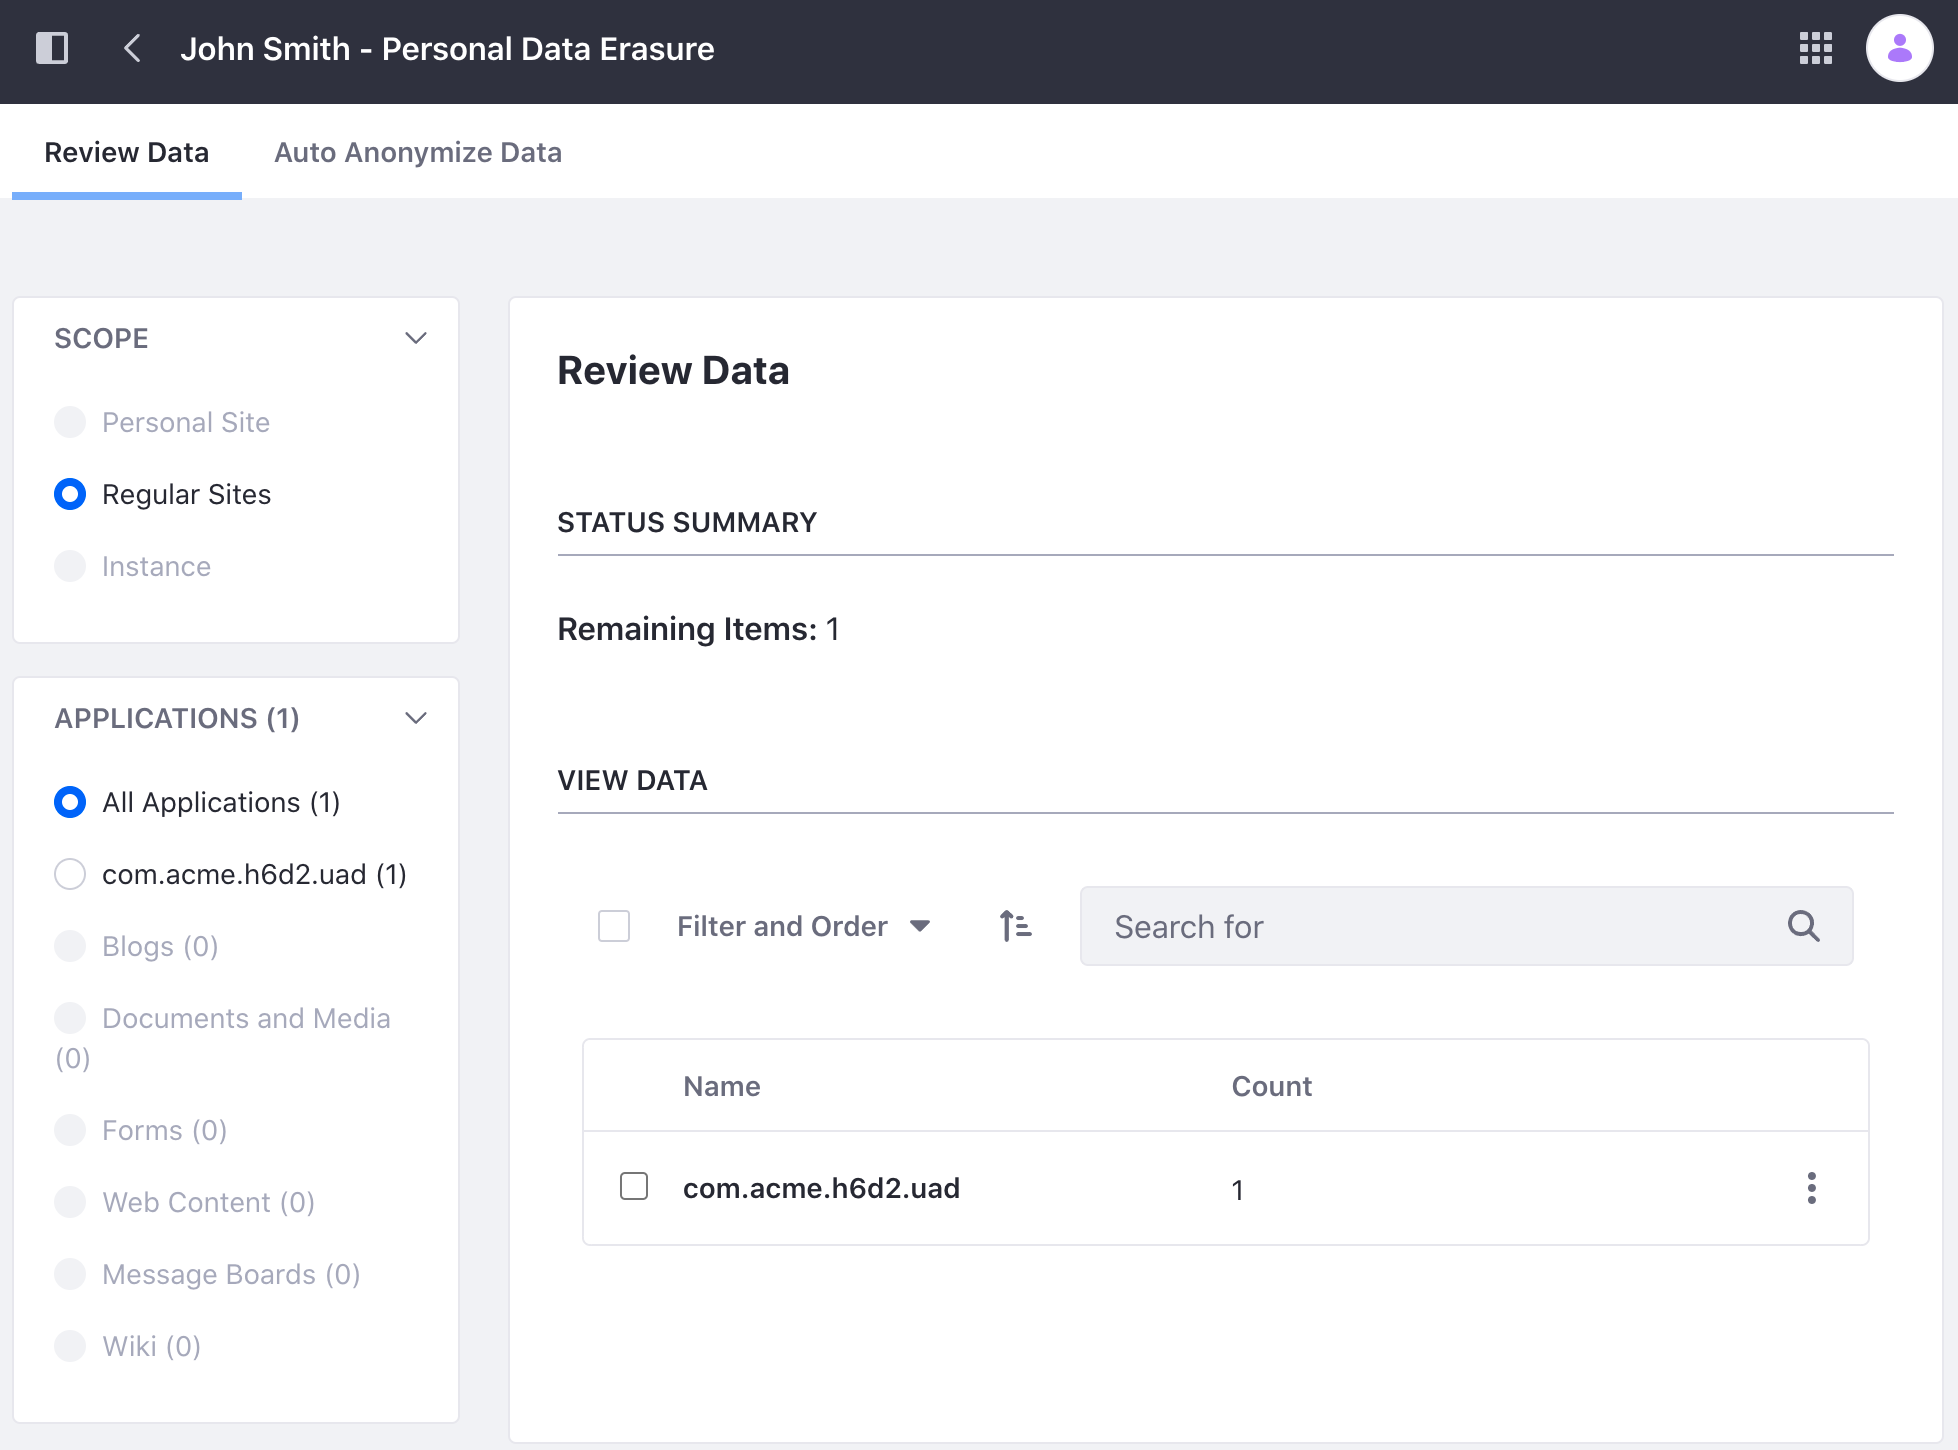 John Smith - Personal Data Erasure
Review Data
Auto Anonymize Data
SCOPE
Personal Site
Regular Sites
Instance
APPLICATIONS (1)
All Applications (1)
com.acme.h6d2.uad (1)
Blogs (0)
Documents and Media
(0)
Forms (0)
Web Content (0)
Message Boards (0)
Wiki (0)
Review Data
STATUS SUMMARY
Remaining Items: 1
VIEW DATA
Filter and Order
Search for
Name Count
com.acme.h6d2.uad 1